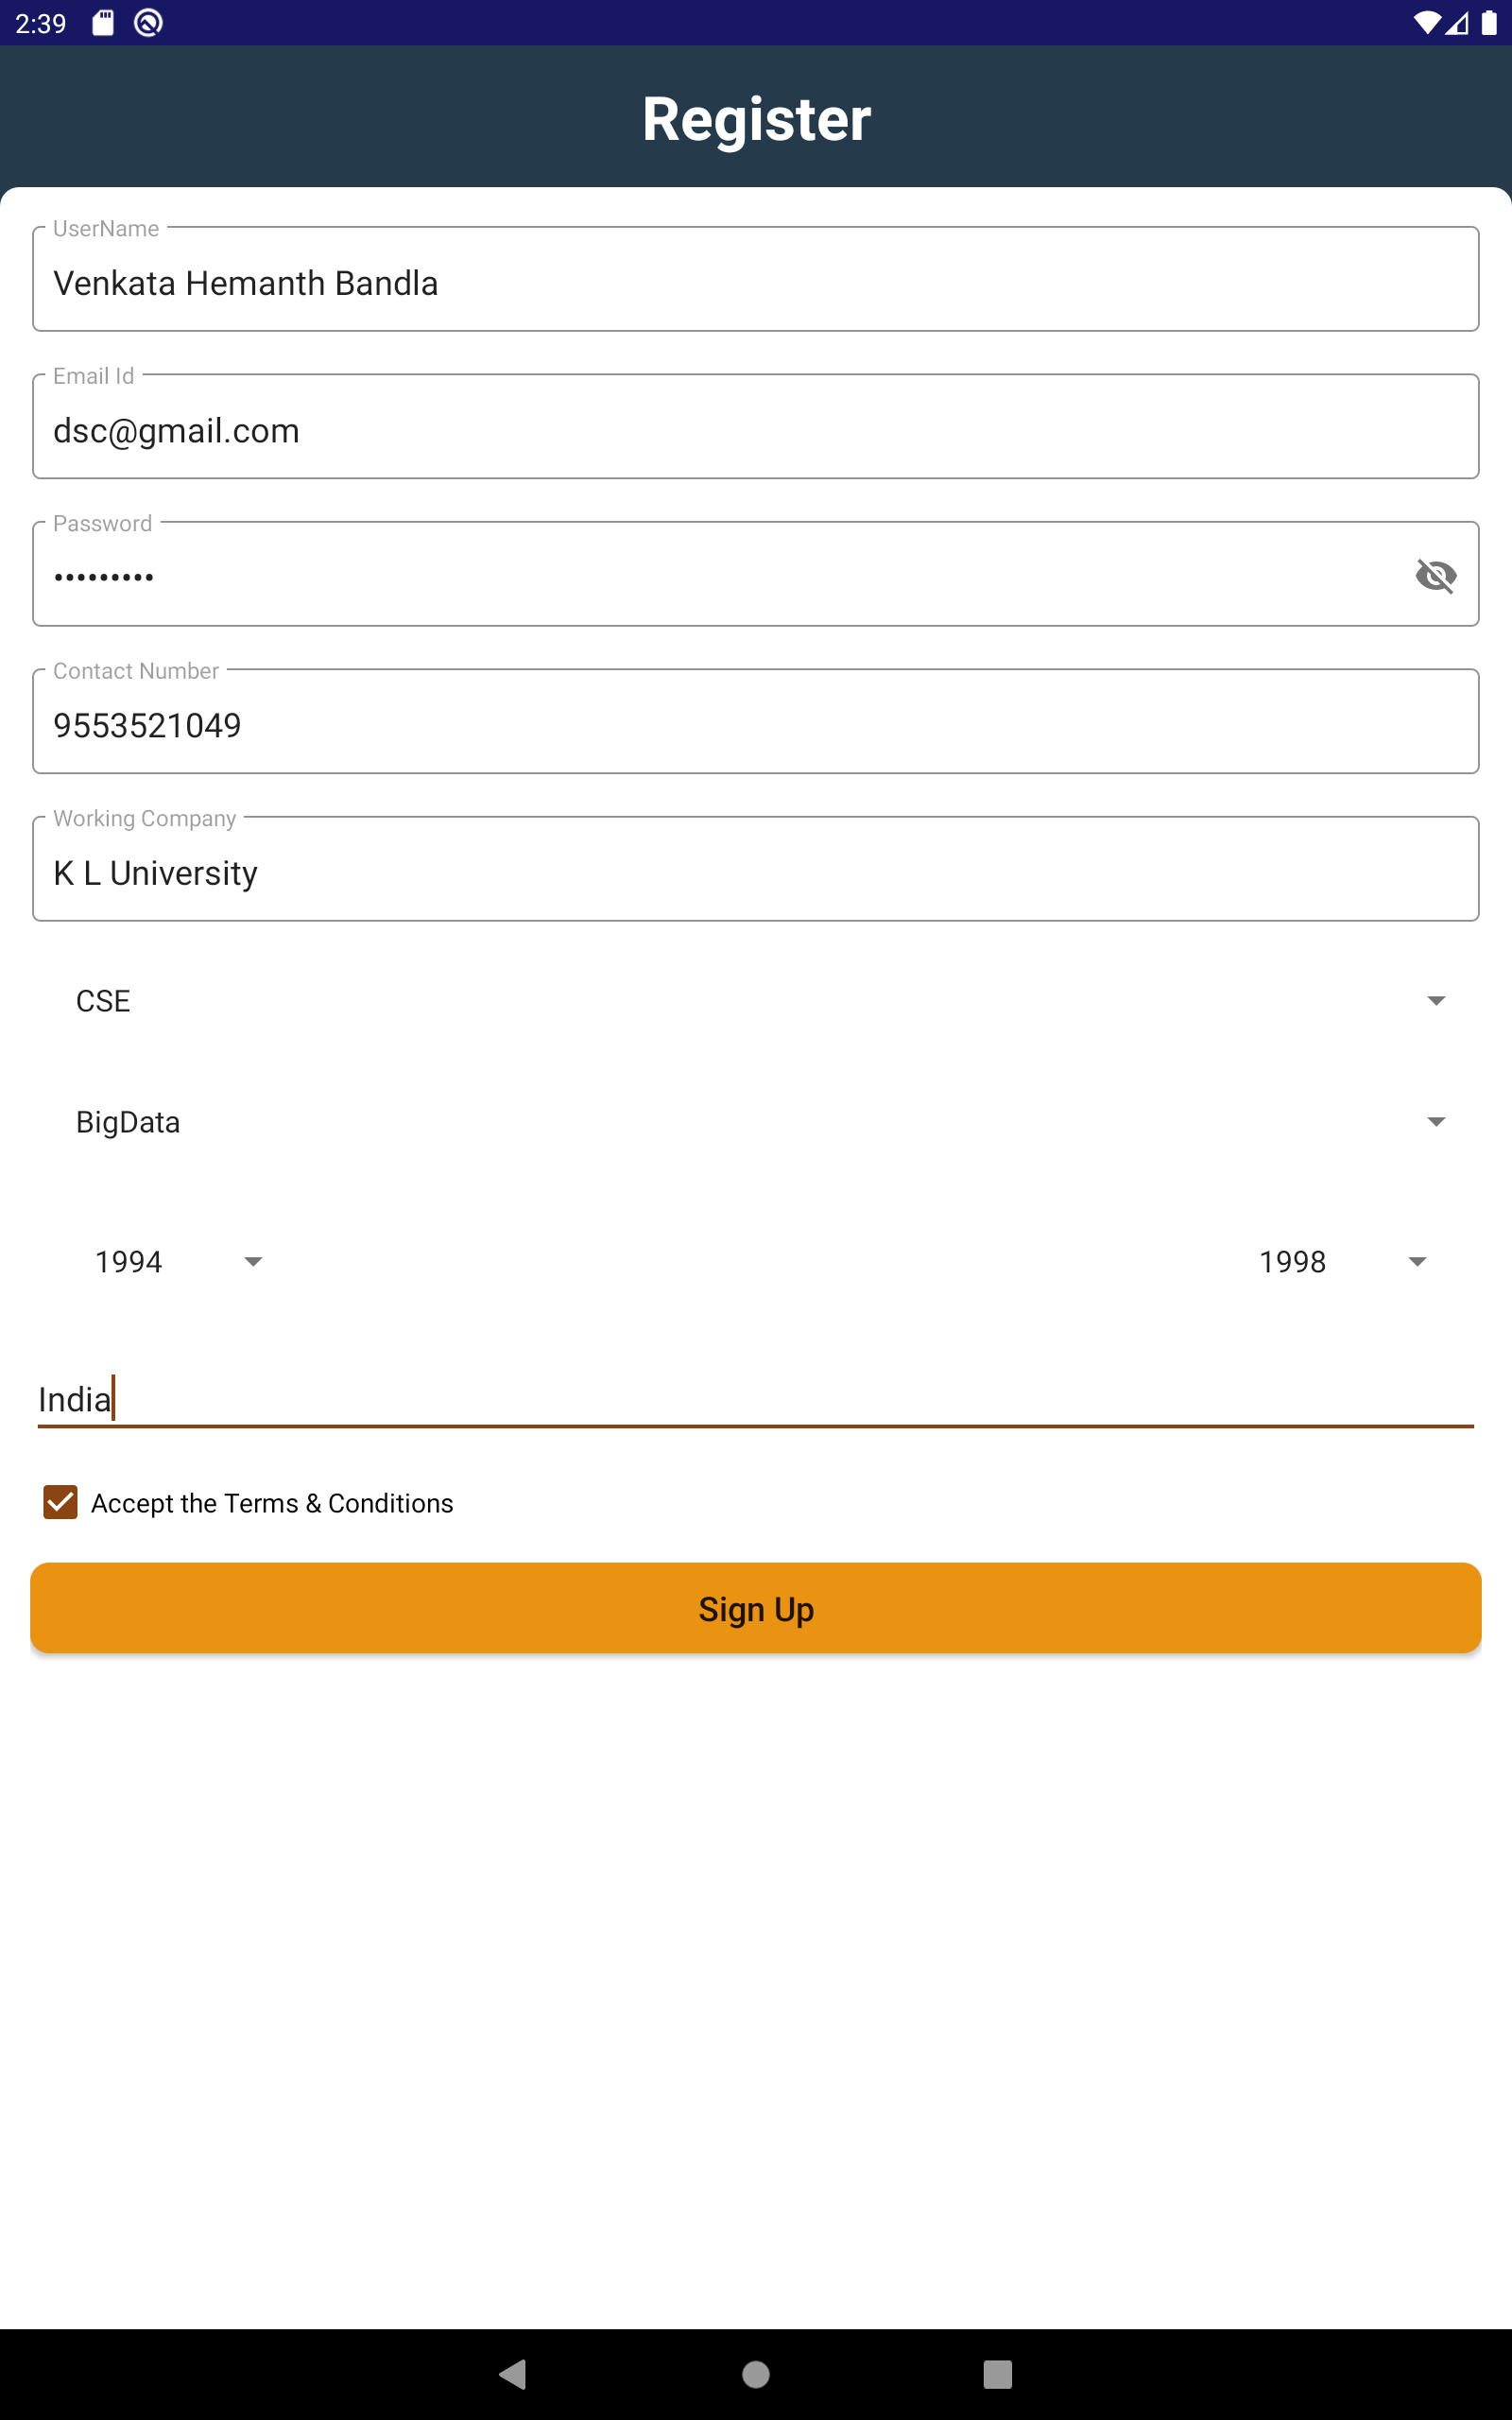 2:39
Register
UserName
Venkata Hemanth Bandla
Email Id
dsc@gmail.com
Password
•••••••••
Contact Number
9553521049
Working Company
K L University
CSE
BigData
1994 1998
India
Accept the Terms & Conditions
Sign Up